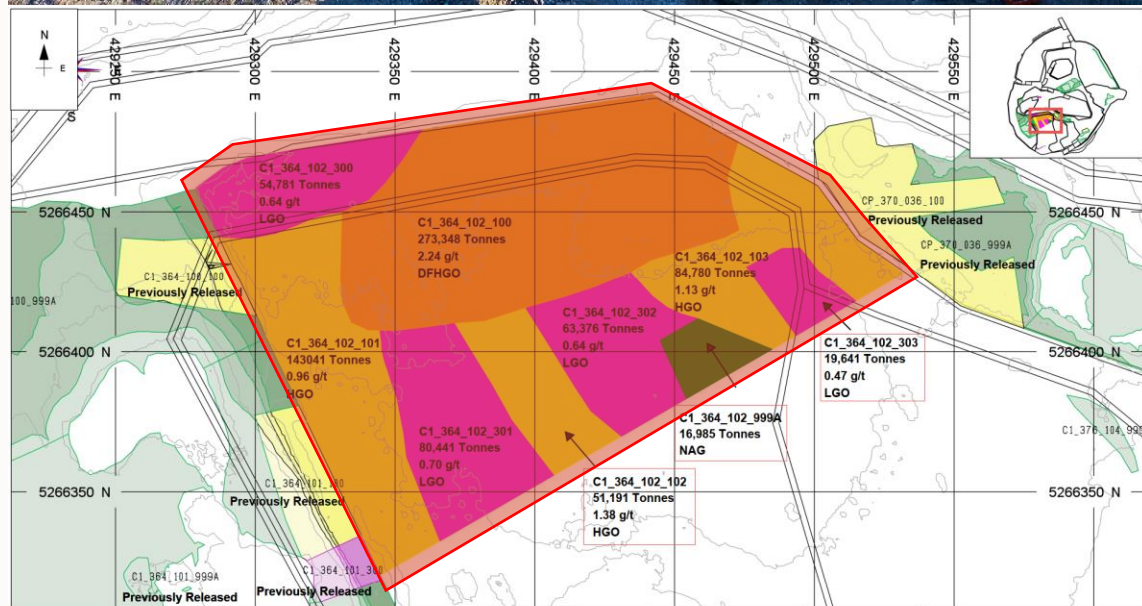 N
E
S
429250 E
429300 E
429350 E
429400 E
429450 E
429500 E
429550 E
C1_364_102_300
54,781 Tonnes
0.64 g/t
LGO
5266450 N
5266450 N
C1_364_102_100
273,348 Tonnes
2.24 g/t
DFHGO
CP_370_036_100
Previously Released
CP_370_036_999A
Previously Released
C1_364_102_103
84,780 Tonnes
1.13 g/t
HGO
C1_364_100_100
Previously Released
100_999A
C1_364_102_302
63,376 Tonnes
0.64 g/t
LGO
C1_364_102_101
143041 Tonnes
0.96 g/t
HGO
5266400 N
5266400 N
C1_364_102_303
19,641 Tonnes
0.47 g/t
LGO
C1_364_102_999A
16,985 Tonnes
NAG
C1_376_104_99
C1_364_102_301
80,441 Tonnes
0.70 g/t
LGO
C1_364_102_102
51,191 Tonnes
1.38 g/t
HGO
5266350 N
5266350 N
Previously Released
C1_364_101_999A
Previously Released
Previously Released